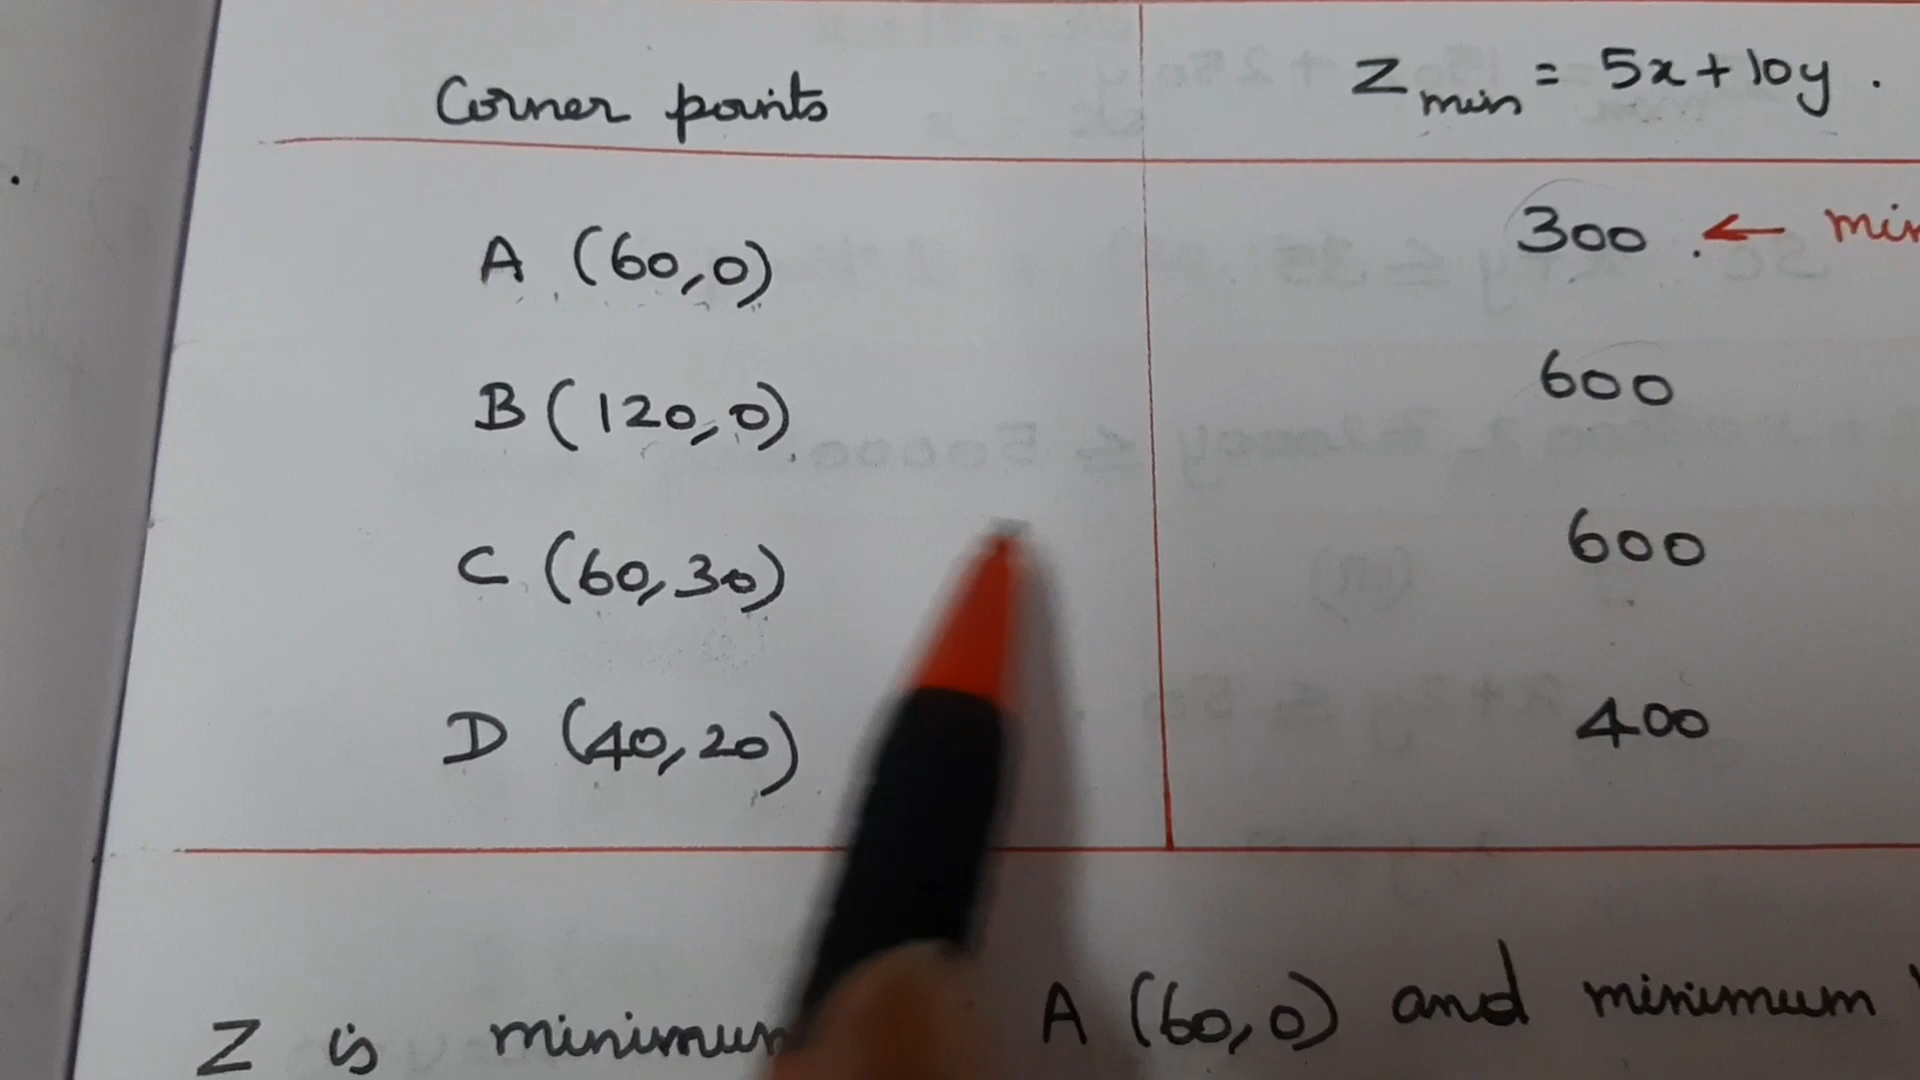 Corner points Z min = 5x + 10y .
A (60,0) 300 . ←
B (120,0) 600
C (60,30) 600
D (40,20) 400
Z is minimum A (60,0) and minimum